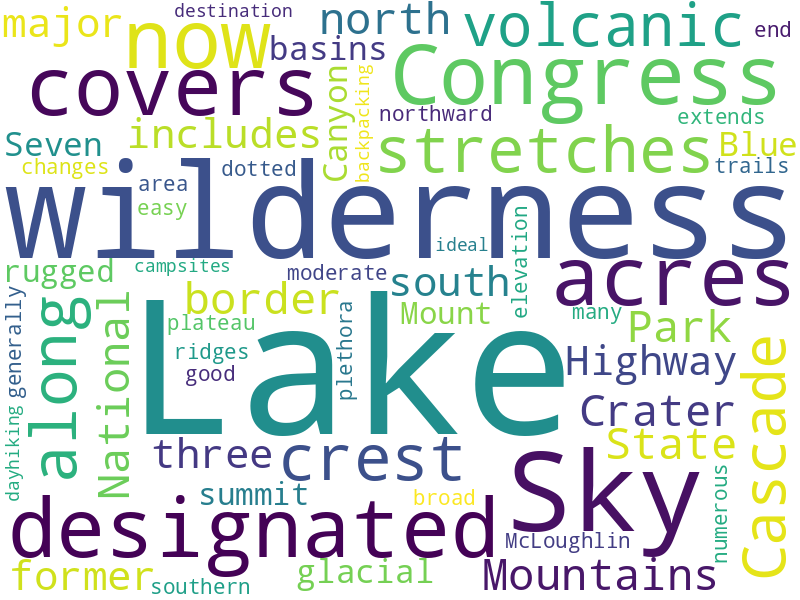 destination
major
now
north
volcanic
end
basins
covers
Congress
Canyon
backpacking
northward
extends
Seven
includes
stretches
Blue
changes
dotted
trails
area
easy
wilderness
ideal
elevation
rugged
campsites
moderate
south
acres
generally
along
National
border
plateau
ridges
good
plethora
Mount
many
Park
Lake
Highway
Cascade
Crater
dayhiking
three
crest
State
Sky
summit
broad
numerous
designated
McLoughlin
former
southern
glacial
Mountains